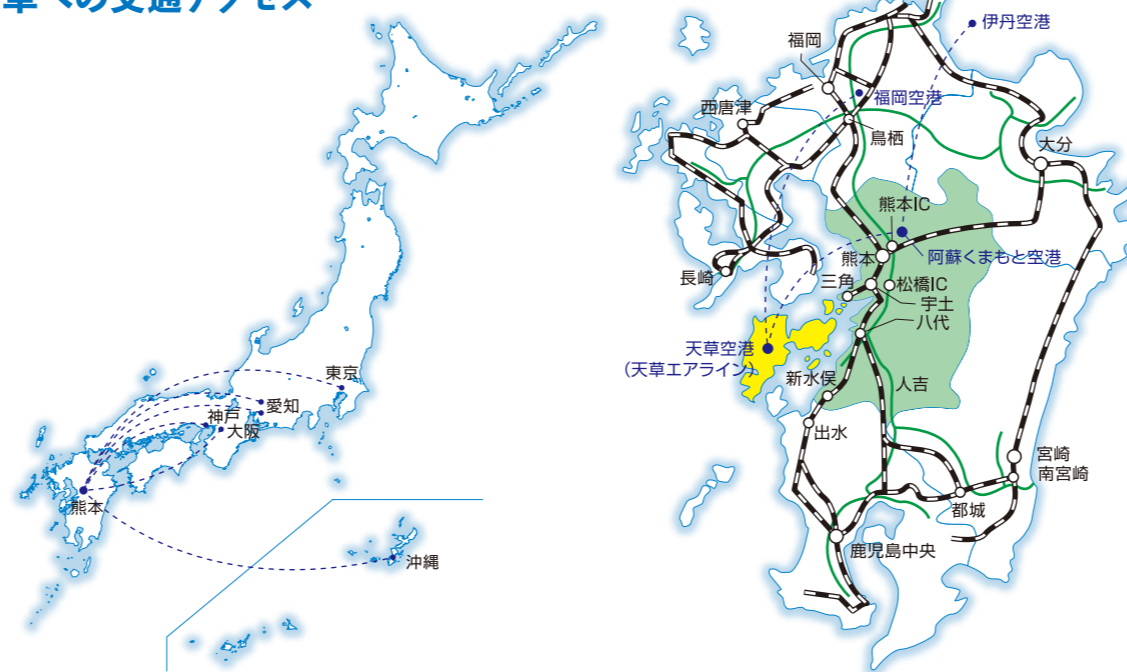 草への交通アクセス
東京
愛知
神戸
大阪
熊本
沖縄
伊丹空港
福岡
福岡空港
西唐津
鳥栖
大分
熊本IC
熊本
阿蘇くまもと空港
長崎
三角
松橋IC
宇土
八代
天草空港
(天草エアライン)
新水俣
人吉
出水
宮崎
南宮崎
都城
鹿児島中央